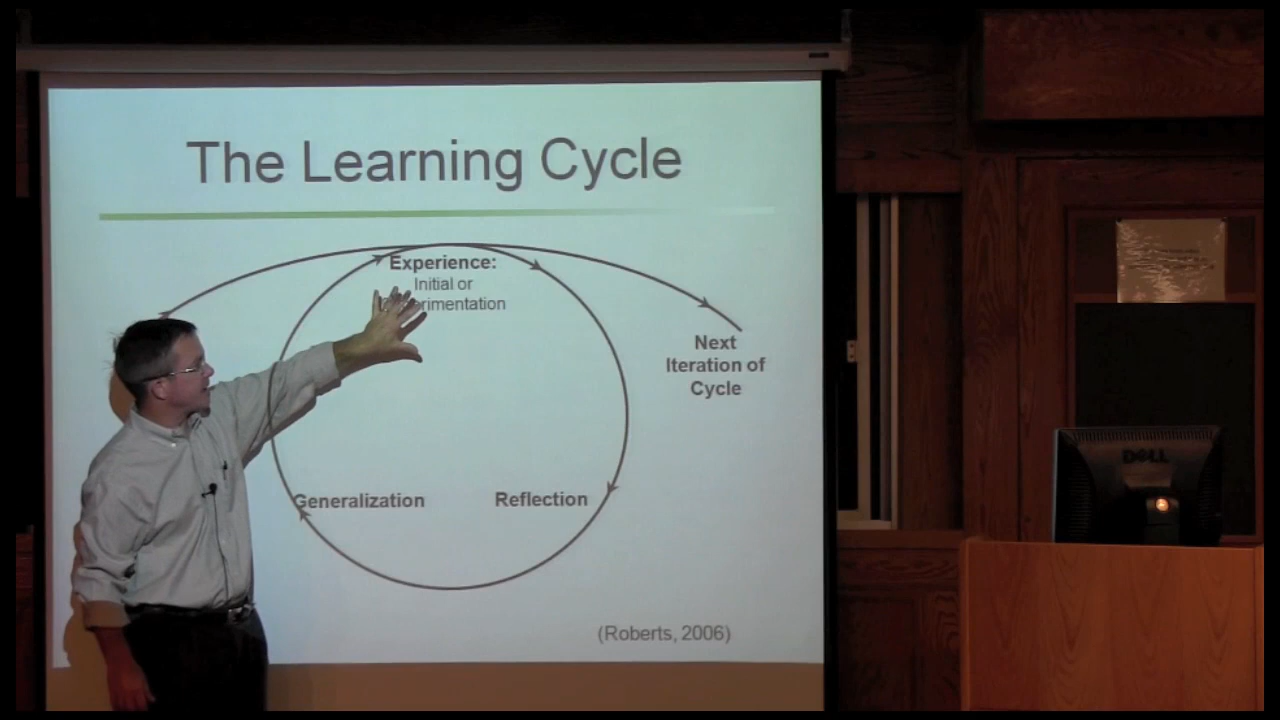 The Learning Cycle
Experience:
Initial or
Next
Iteration of
Cycle
Generalization
Reflection
(Roberts, 2006)
DELL